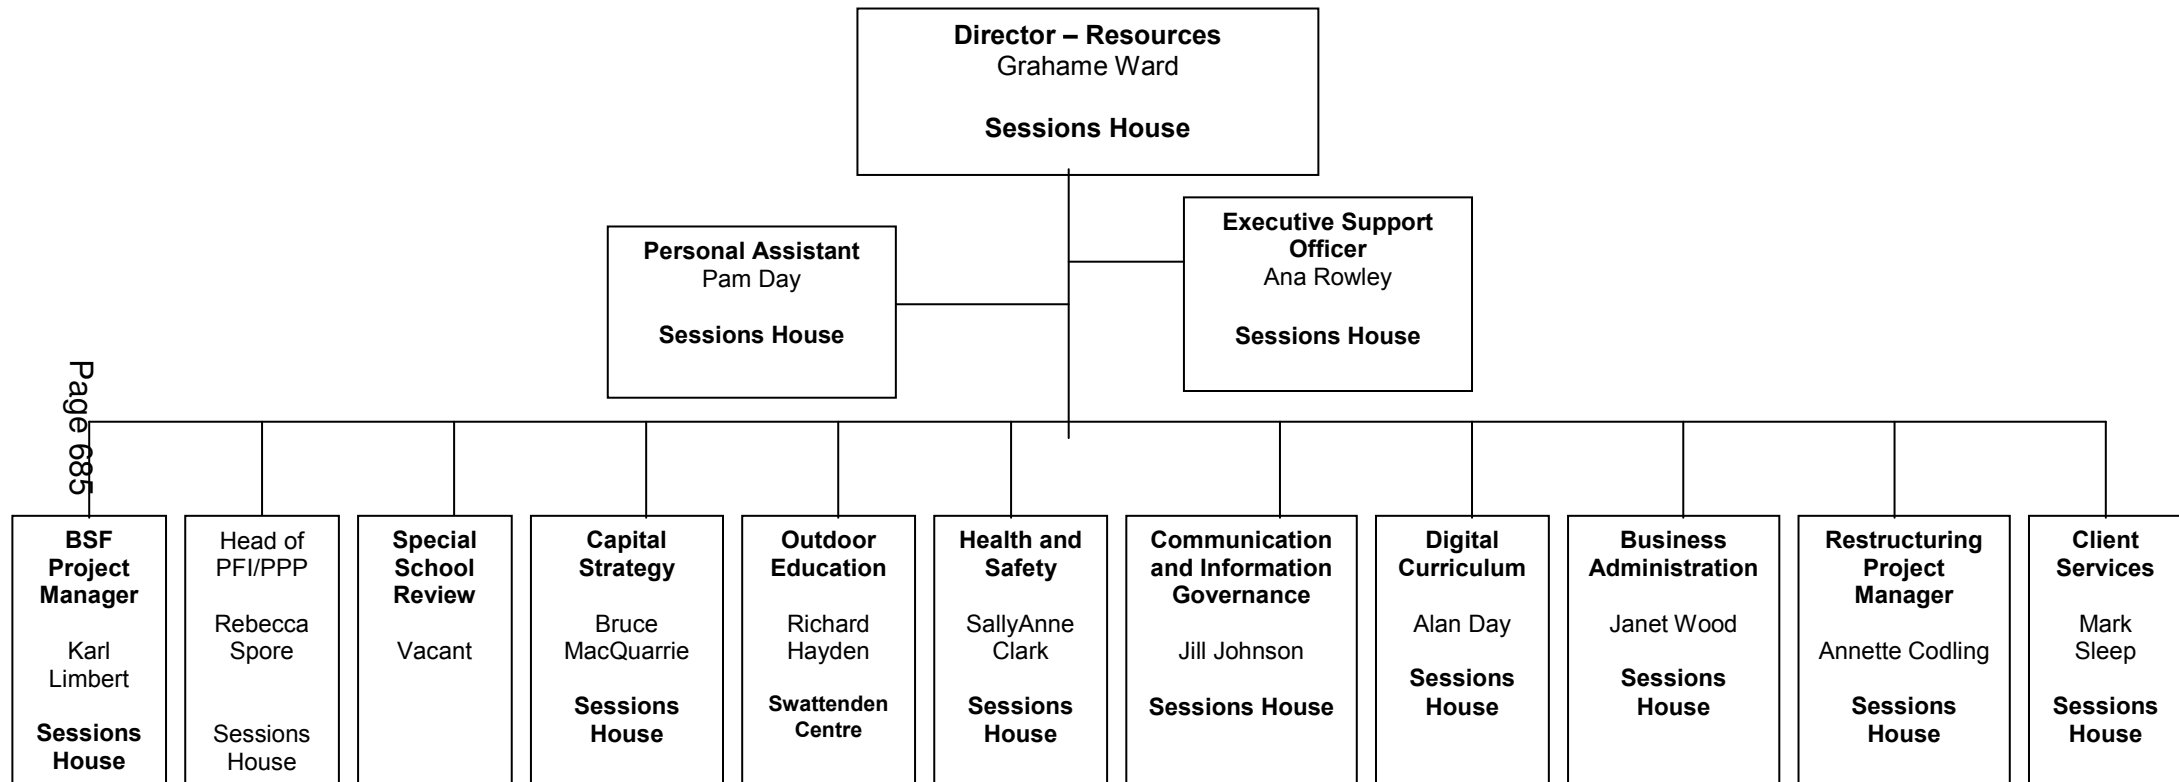 Director – Resources
Grahame Ward
Sessions House
Personal Assistant
Pam Day
Sessions House
Executive Support
Officer
Ana Rowley
Sessions House
Page 685
BSF
Project
Manager
Karl
Limbert
Sessions
House
Head of
PFI/PPP
Rebecca
Spore
Sessions
House
Special
School
Review
Vacant
Capital
Strategy
Bruce
MacQuarrie
Sessions
House
Outdoor
Education
Richard
Hayden
Swattenden
Centre
Health and
Safety
SallyAnne
Clark
Sessions
House
Communication
and Information
Governance
Jill Johnson
Sessions House
Digital
Curriculum
Alan Day
Sessions
House
Business
Administration
Janet Wood
Sessions
House
Restructuring
Project
Manager
Annette Codling
Sessions
House
Client
Services
Mark
Sleep
Sessions
House